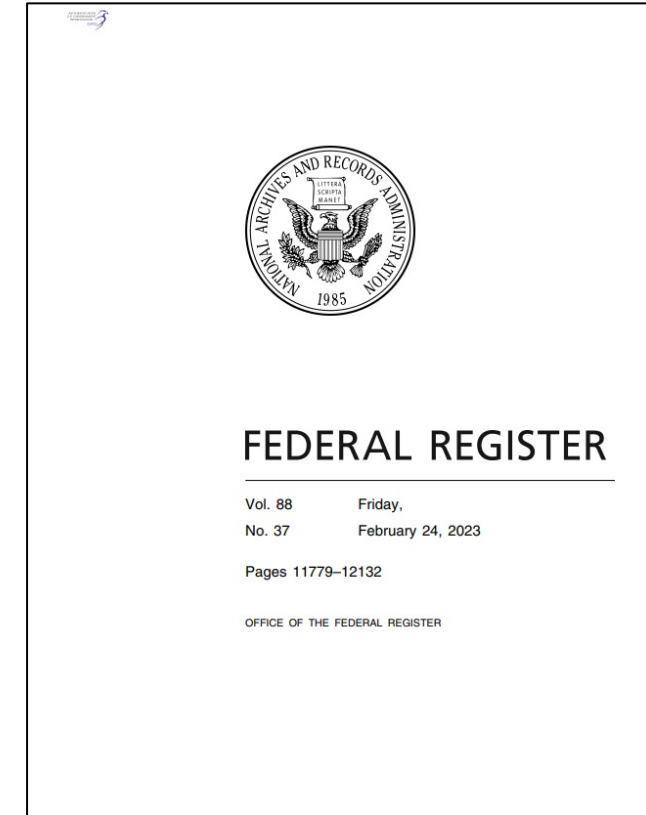 NATIONAL ARCHIVES AND RECORDS ADMINISTRATION
LITTERA
SCRIPTA
MANET
1985
FEDERAL REGISTER
Vol. 88 Friday,
No. 37 February 24, 2023
Pages 11779–12132
OFFICE OF THE FEDERAL REGISTER